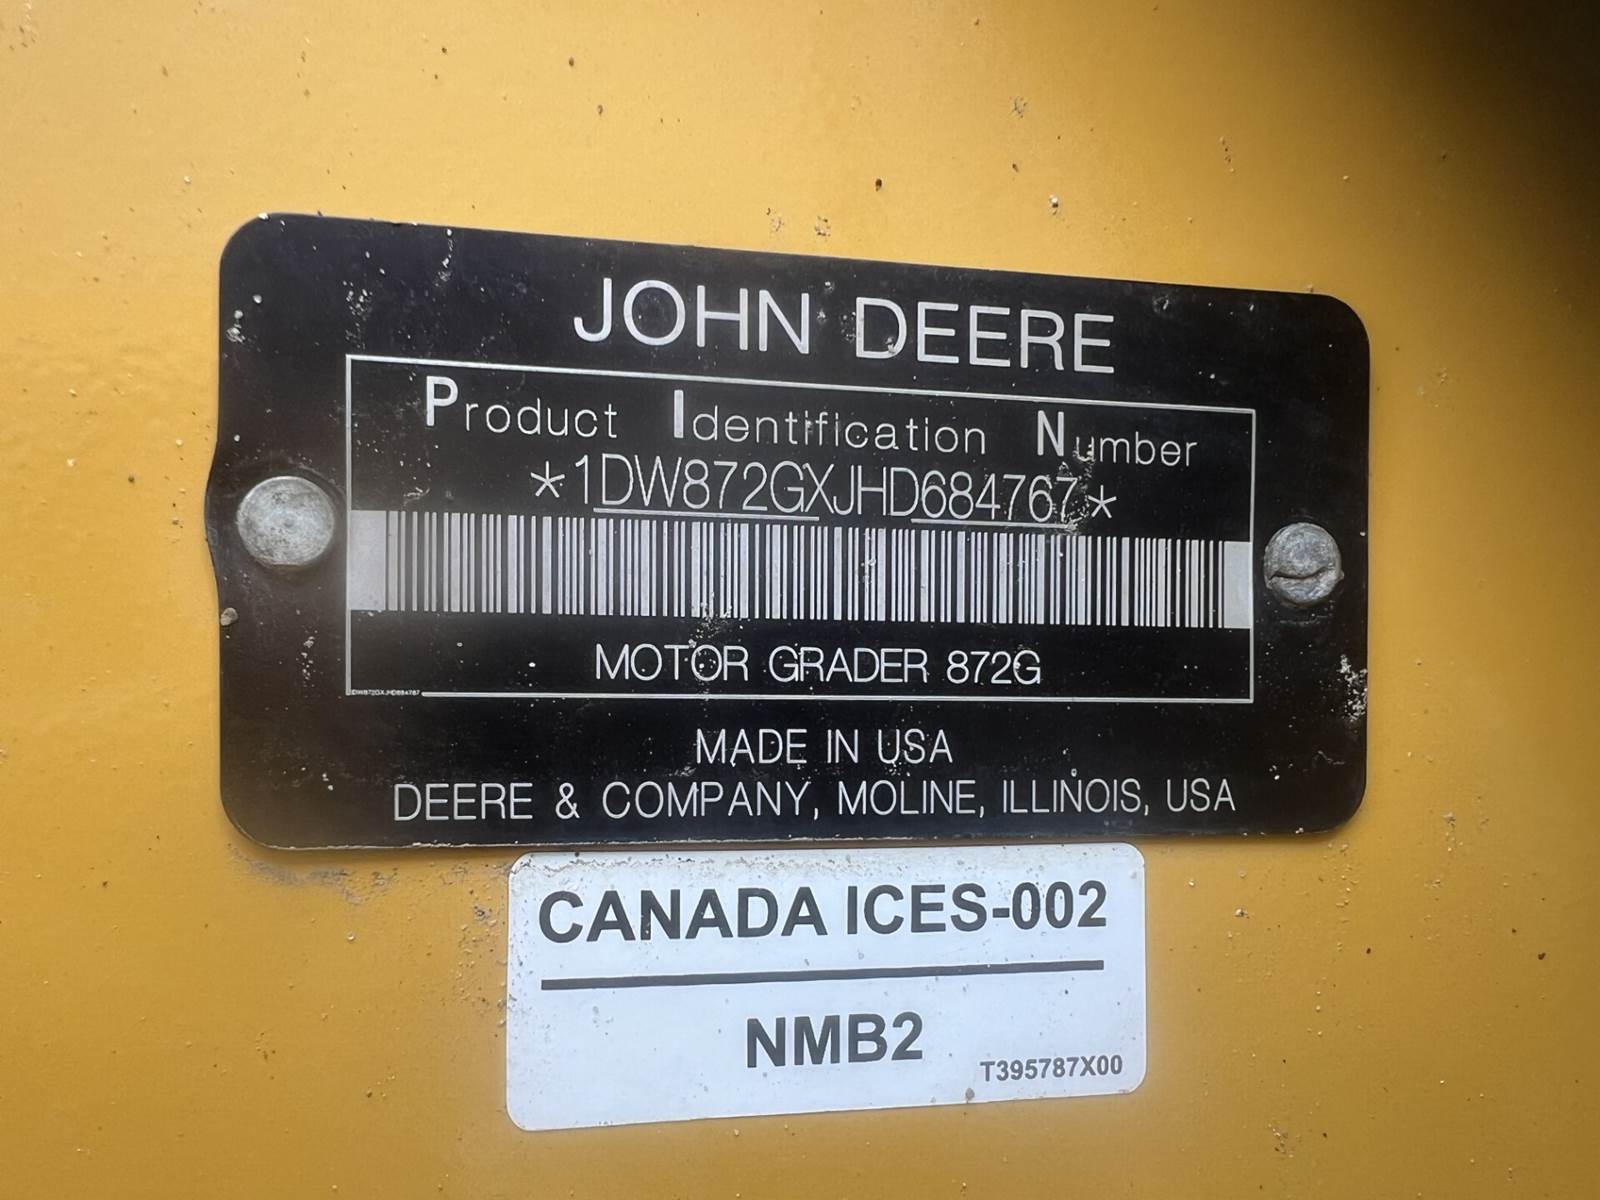 JOHN DEERE
Product Identification Number
*1DW872GXJHD684767*
MOTOR GRADER 872G
1DW872GXJHD684767
MADE IN USA
DEERE & COMPANY, MOLINE, ILLINOIS, USA
CANADA ICES-002
NMB2
T395787X00